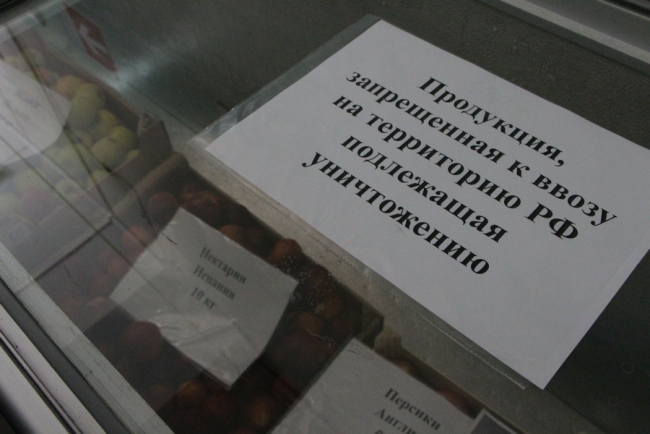 Продукция,
запрещенная к ввозу
на территорию РФ
подлежащая
уничтожению
Нектарин
Испания
10 кг
Персики